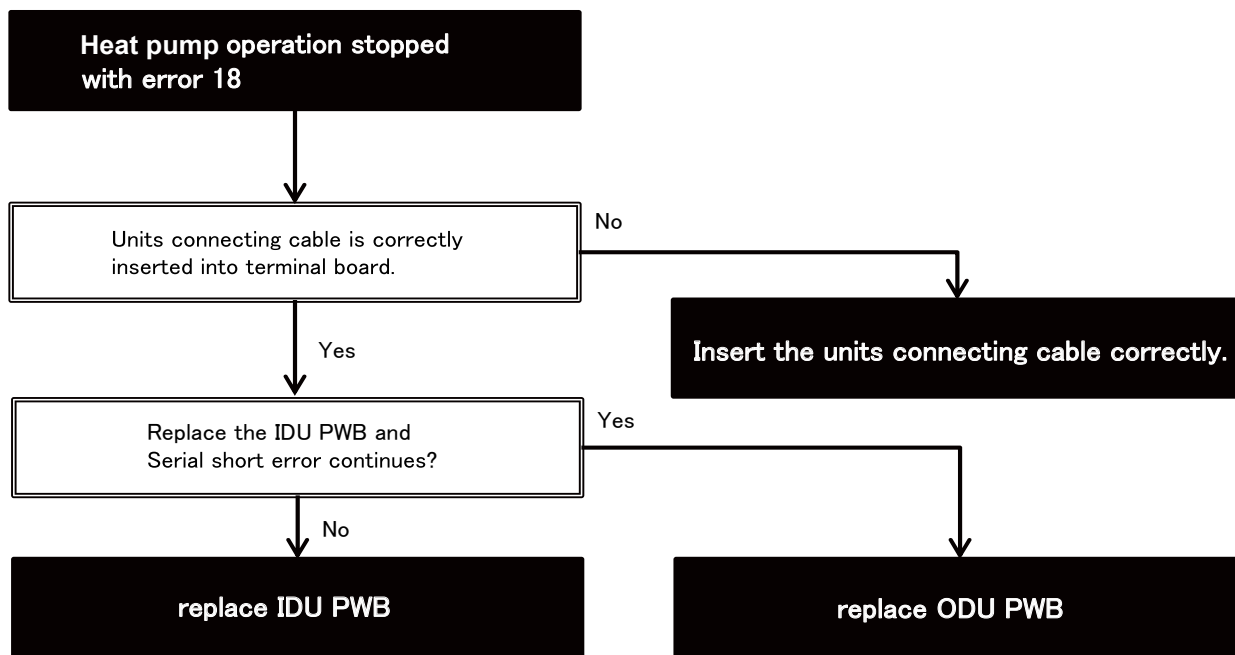 Heat pump operation stopped
with error 18
No
Units connecting cable is correctly
inserted into terminal board.
Yes
Insert the units connecting cable correctly.
Yes
Replace the IDU PWB and
Serial short error continues?
No
replace IDU PWB
replace ODU PWB